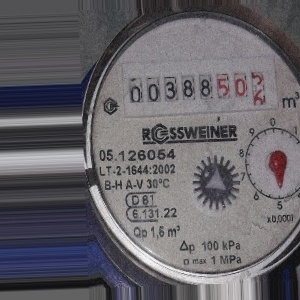 00388502
m³
ROSSWEINER
05.126054
LT-2-1644:2002
B-H A-V 30°C
D 61
6.131.22
Qp 1,5 m³
Δp 100 kPa
max 1 MPa
x0,0001